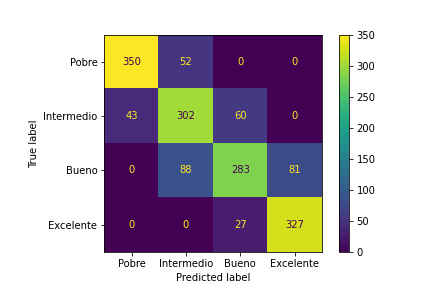 Pobre 350 52 0 0
Intermedio 43 302 60 0
Bueno 0 88 283 81
Excelente 0 0 27 327
Pobre Intermedio Bueno Excelente
Predicted label
True label
350
300
250
200
150
100
50
0